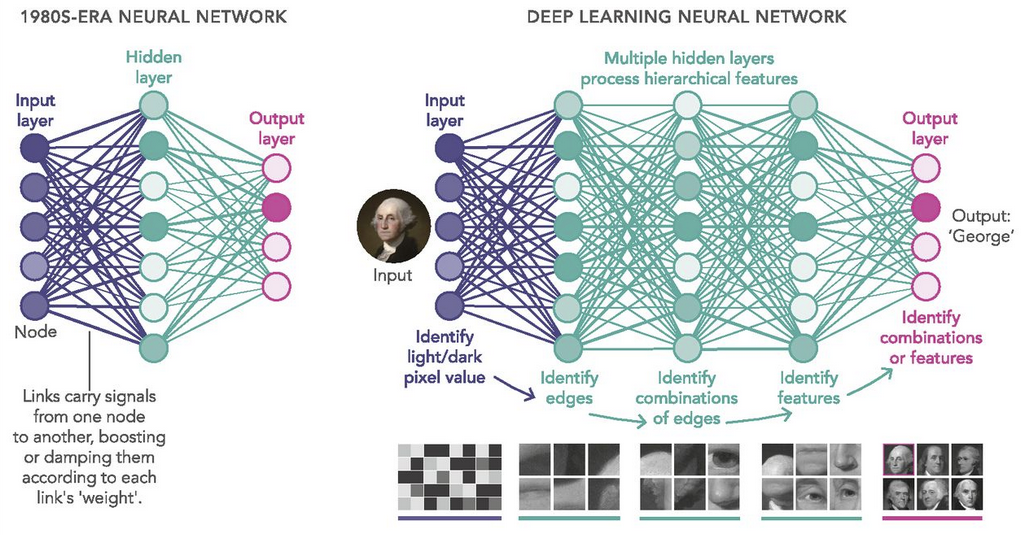 1980S-ERA NEURAL NETWORK
Hidden
layer
Input
layer
Output
layer
Node
Links carry signals
from one node
to another, boosting
or damping them
according to each
link's 'weight'.
DEEP LEARNING NEURAL NETWORK
Multiple hidden layers
process hierarchical features
Input
layer
Output
layer
Input
Output:
'George'
Identify
light/dark
pixel value
Identify
edges
Identify
combinations
of edges
Identify
features
Identify
combinations
or features